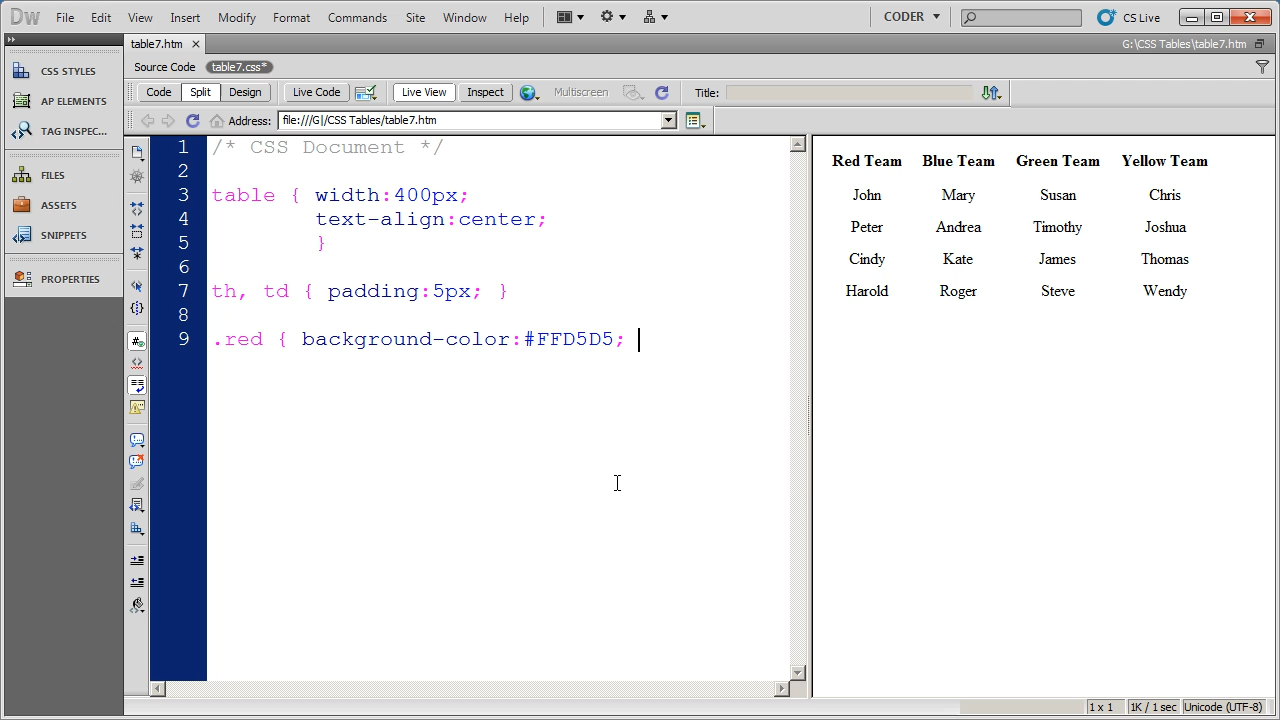 Dw File Edit View Insert Modify Format Commands Site Window Help CODER CS Live
table7.htm G:\CSS Tables\table7.htm
Source Code table7.css*
Code Split Design Live Code Live View Inspect Multiscreen Title:
Address: file:///G|/CSS Tables/table7.htm
CSS STYLES
AP ELEMENTS
TAG INSPEC...
FILES
ASSETS
SNIPPETS
PROPERTIES
1 /* CSS Document */
2
3 table { width:400px;
4 text-align:center;
5 }
6
7 th, td { padding:5px; }
8
9 .red { background-color:#FFD5D5;
Red Team Blue Team Green Team Yellow Team
John Mary Susan Chris
Peter Andrea Timothy Joshua
Cindy Kate James Thomas
Harold Roger Steve Wendy
1 x 1 1K / 1 sec Unicode (UTF-8)